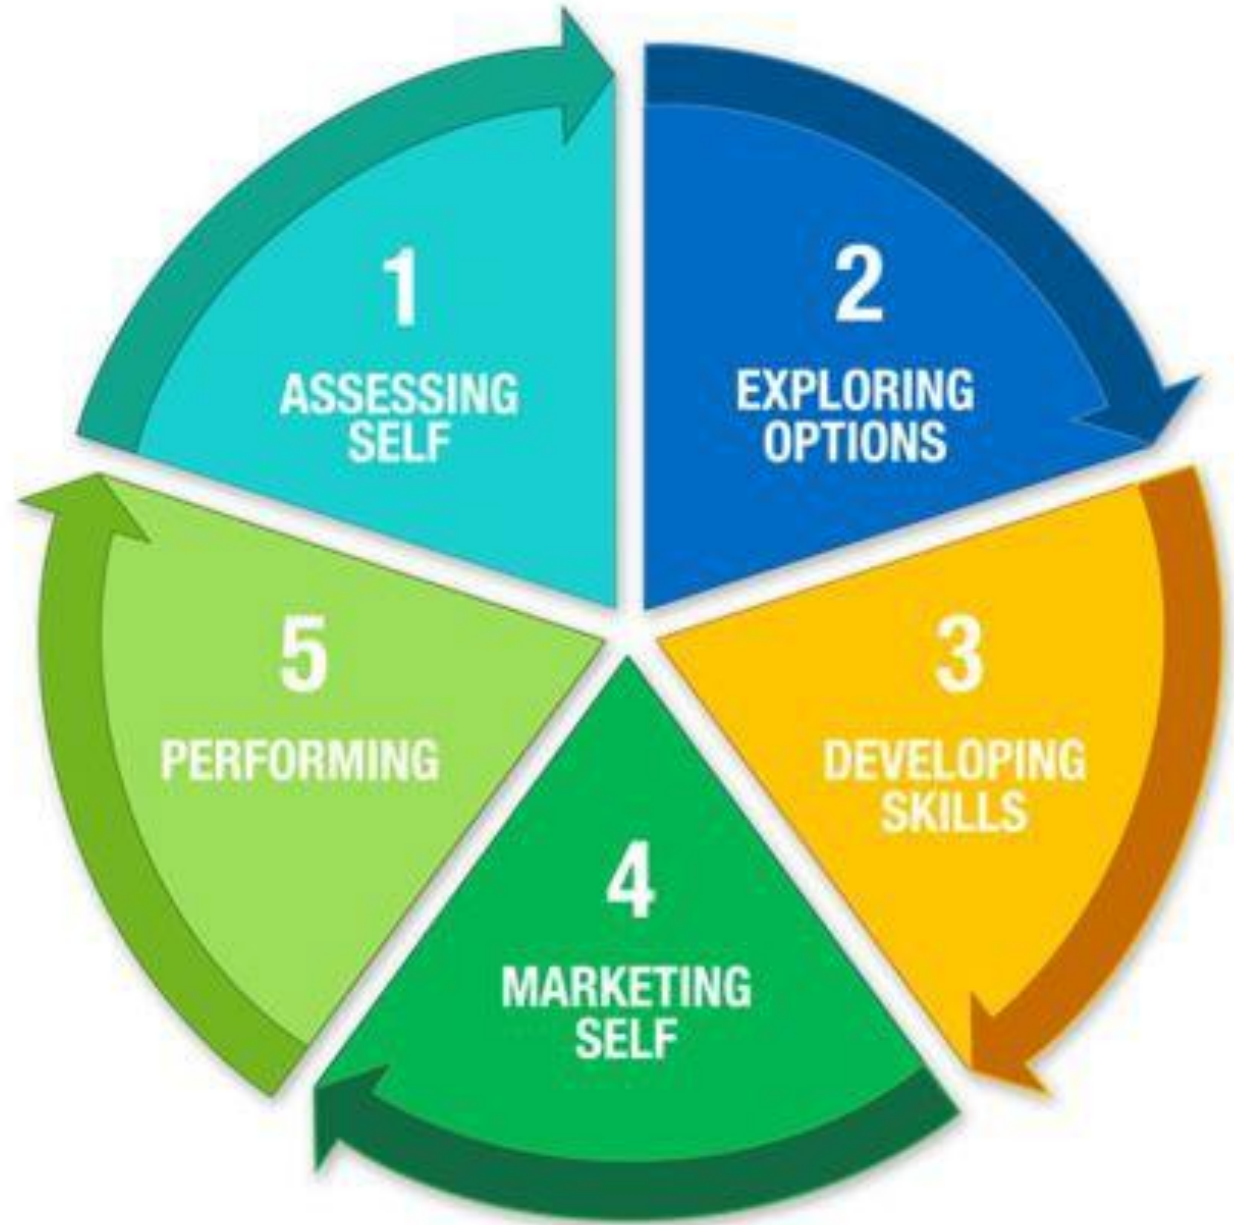 1
ASSESSING
SELF
2
EXPLORING
OPTIONS
3
DEVELOPING
SKILLS
4
MARKETING
SELF
5
PERFORMING